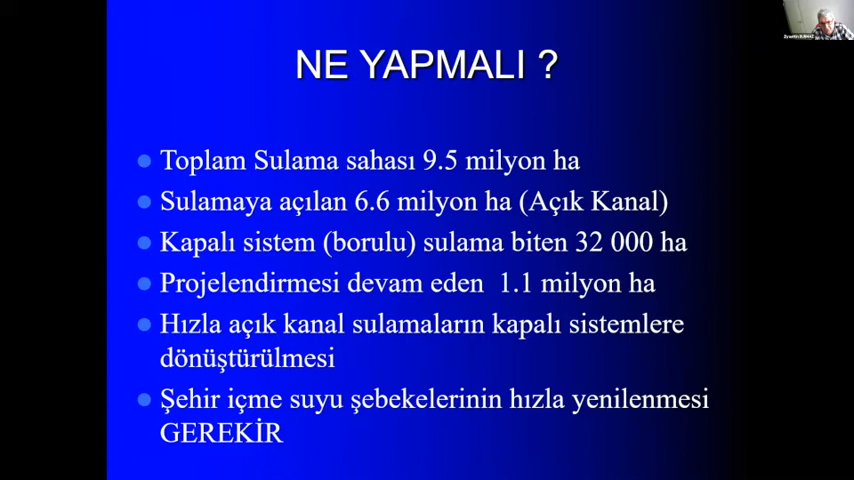 NE YAPMALI ?
Toplam Sulama sahası 9.5 milyon ha
Sulamaya açılan 6.6 milyon ha (Açık Kanal)
Kapalı sistem (borulu) sulama biten 32 000 ha
Projelendirmesi devam eden 1.1 milyon ha
Hızla açık kanal sulamaların kapalı sistemlere
dönüştürülmesi
Şehir içme suyu şebekelerinin hızla yenilenmesi
GEREKİR